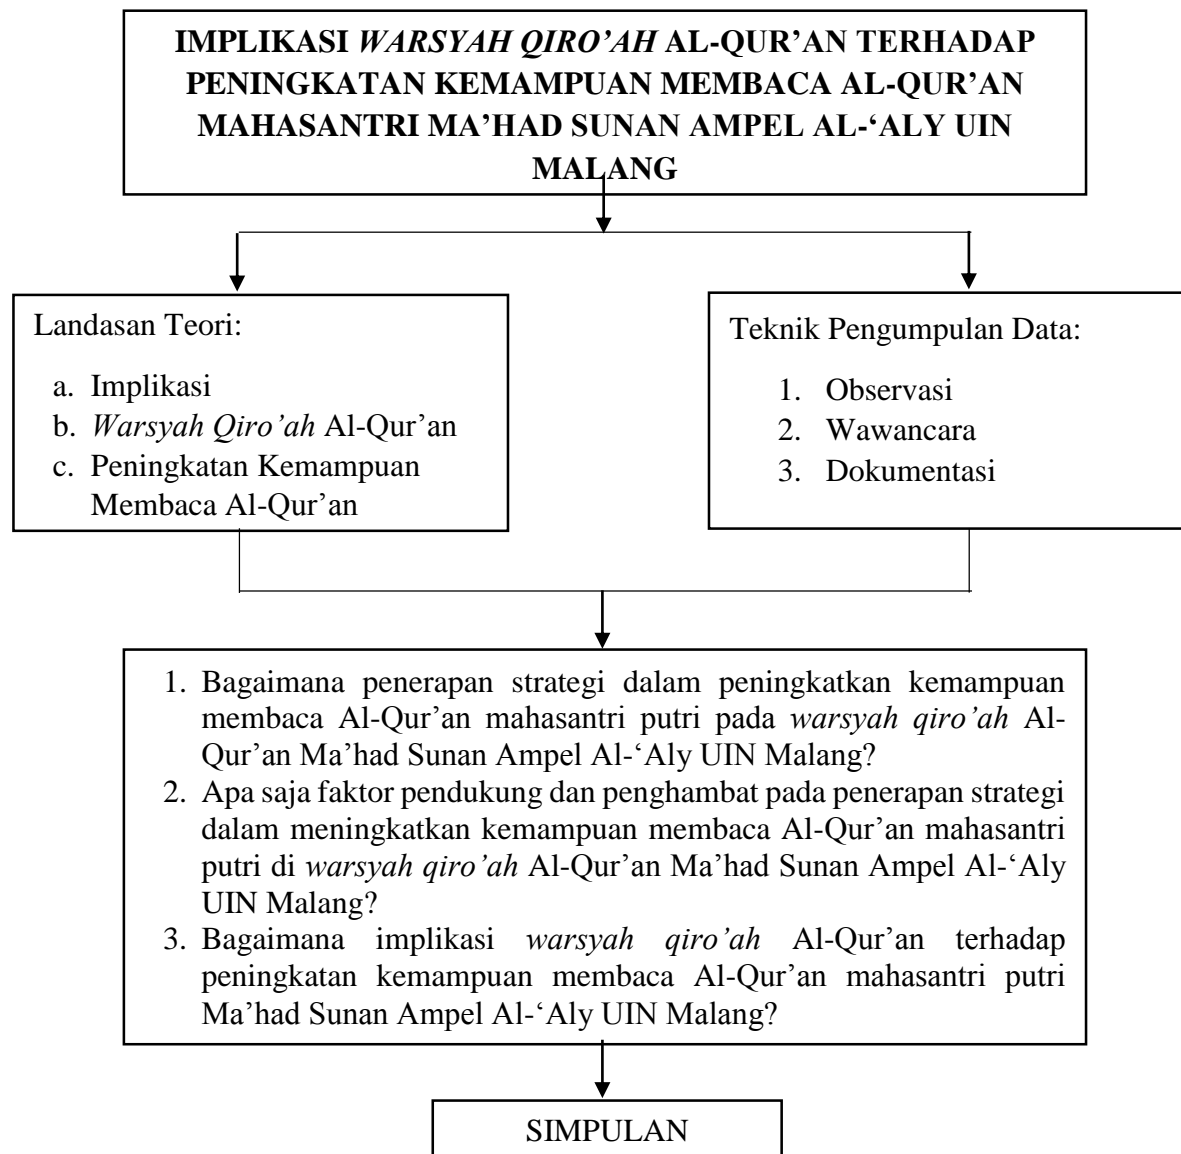 IMPLIKASI WARSYAH QIRO’AH AL-QUR’AN TERHADAP
PENINGKATAN KEMAMPUAN MEMBACA AL-QUR’AN
MAHASANTRI MA’HAD SUNAN AMPEL AL-‘ALY UIN
MALANG
Landasan Teori:
a. Implikasi
b. Warsyah Qiro’ah Al-Qur’an
c. Peningkatan Kemampuan
Membaca Al-Qur’an
Teknik Pengumpulan Data:
1. Observasi
2. Wawancara
3. Dokumentasi
1. Bagaimana penerapan strategi dalam peningkatkan kemampuan
membaca Al-Qur’an mahasantri putri pada warsyah qiro’ah Al-
Qur’an Ma’had Sunan Ampel Al-‘Aly UIN Malang?
2. Apa saja faktor pendukung dan penghambat pada penerapan strategi
dalam meningkatkan kemampuan membaca Al-Qur’an mahasantri
putri di warsyah qiro’ah Al-Qur’an Ma’had Sunan Ampel Al-‘Aly
UIN Malang?
3. Bagaimana implikasi warsyah qiro’ah Al-Qur’an terhadap
peningkatan kemampuan membaca Al-Qur’an mahasantri putri
Ma’had Sunan Ampel Al-‘Aly UIN Malang?
SIMPULAN